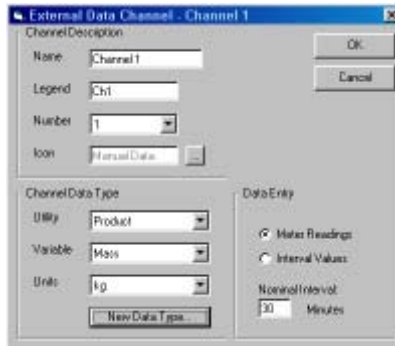 External Data Channel - Channel 1
Channel Description
OK
Name Channel 1
Cancel
Legend Ch1
Number 1
Icon Manual Data ...
Channel Data Type
Data Entry
Utility Product
Meter Readings
Variable Mass
Interval Values
Units kg
Nominal Interval:
30 Minutes
New Data Type...